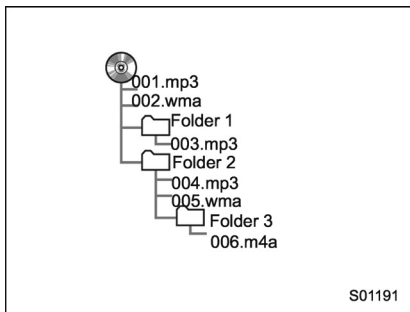 001.mp3
002.wma
Folder 1
003.mp3
Folder 2
004.mp3
005.wma
Folder 3
006.m4a
S01191